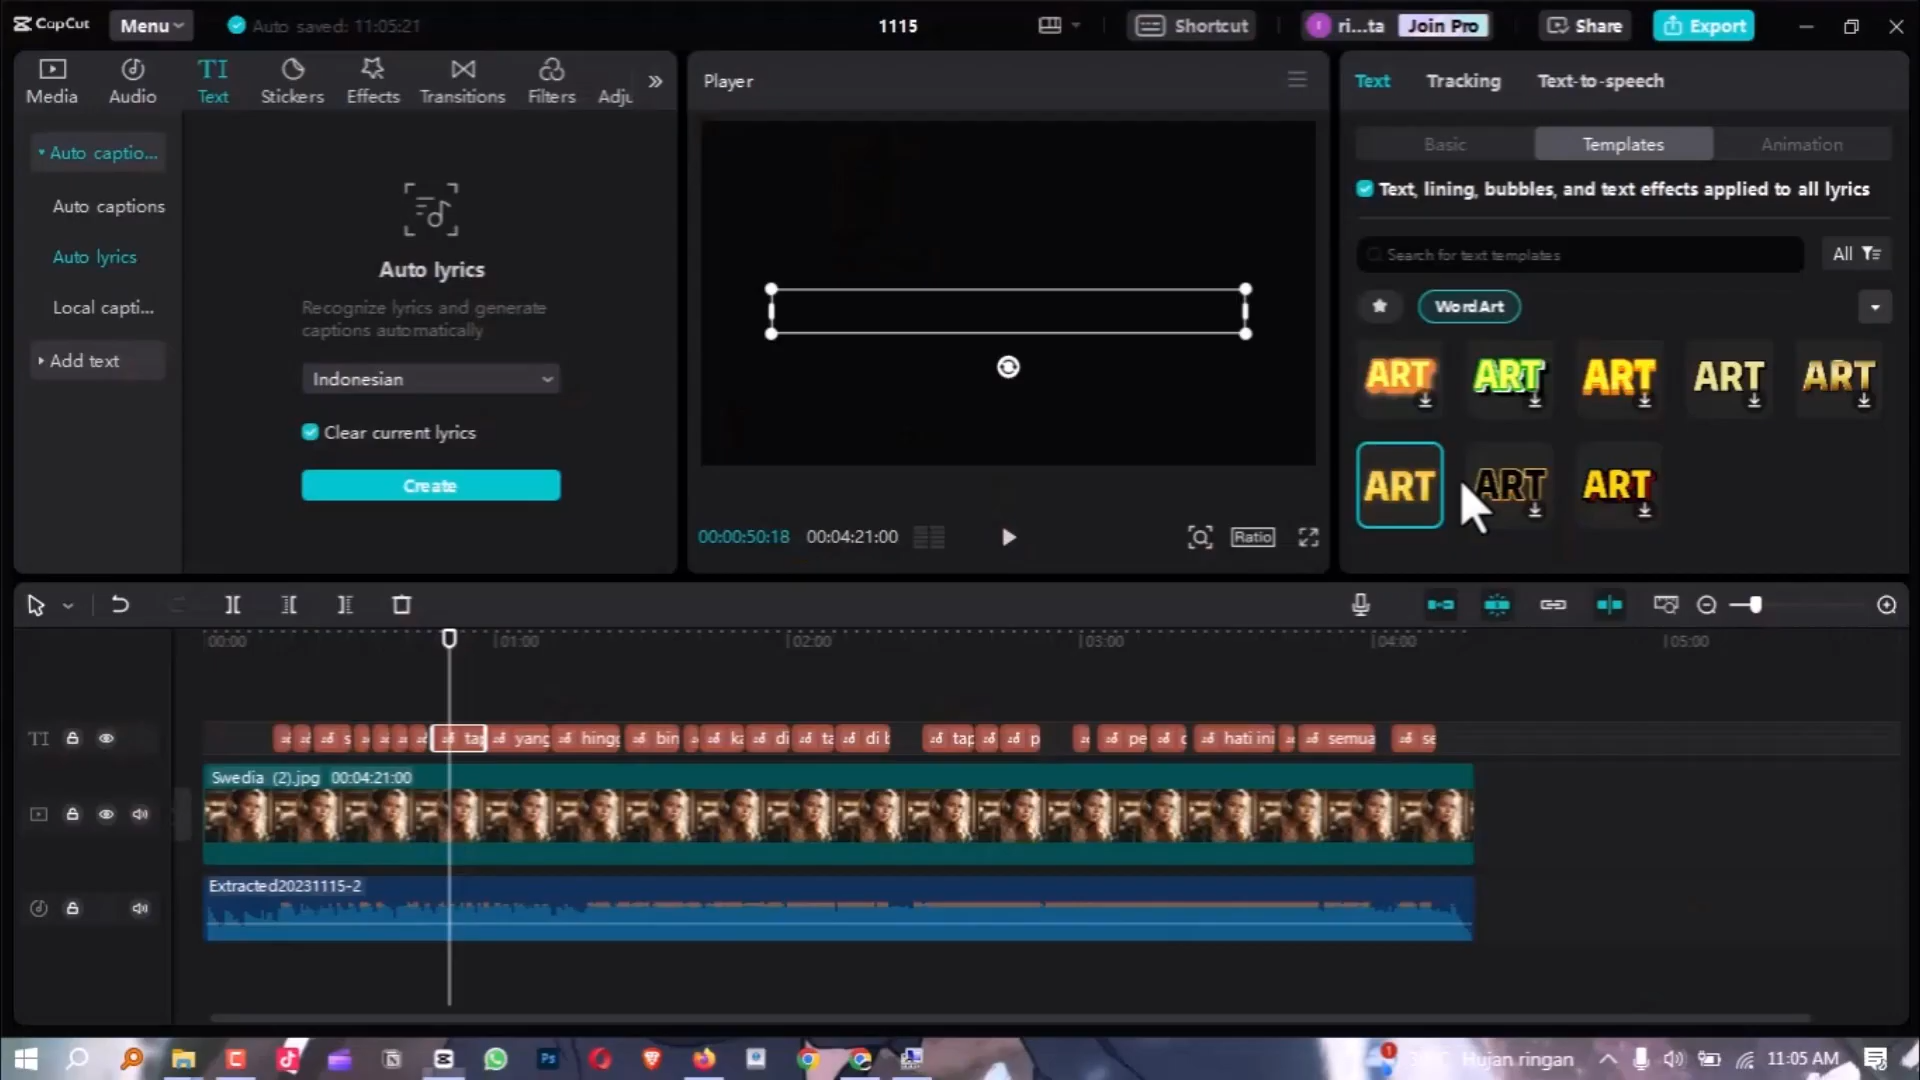 CapCut
Menu
Auto saved: 11:05:21
1115
Shortcut
ri...ta
Join Pro
Share
Export
Media
Audio
TI
Text
Stickers
Effects
Transitions
Filters
Adju
Player
Text
Tracking
Text-to-speech
Auto captio...
Auto captions
Auto lyrics
Local capti...
Add text
Auto lyrics
Recognize lyrics and generate
captions automatically
Indonesian
Clear current lyrics
Create
Basic
Templates
Animation
Text, lining, bubbles, and text effects applied to all lyrics
Search for text templates
All
WordArt
ART ART ART ART ART
ART ART ART
00:00:50:18
00:04:21:00
Ratio
00:00
01:00
02:00
03:00
04:00
05:00
TI
s
yang
hingg
bin
ka
di
ta
di b
tap
p
pe
hati ini
semua
se
Swedia (2).jpg 00:04:21:00
Extracted20231115-2
Ps
1
Hujan ringan
11:05 AM